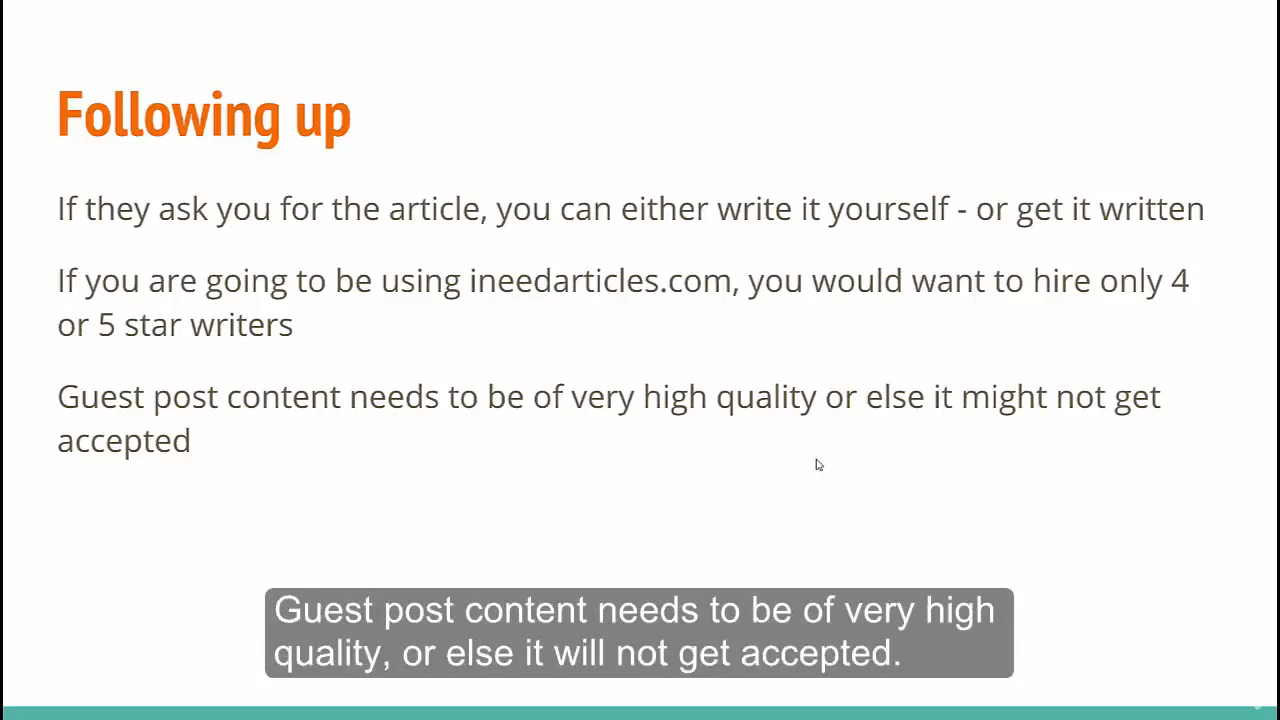 Following up
If they ask you for the article, you can either write it yourself - or get it written
If you are going to be using ineedarticles.com, you would want to hire only 4
or 5 star writers
Guest post content needs to be of very high quality or else it might not get
accepted
Guest post content needs to be of very high
quality, or else it will not get accepted.